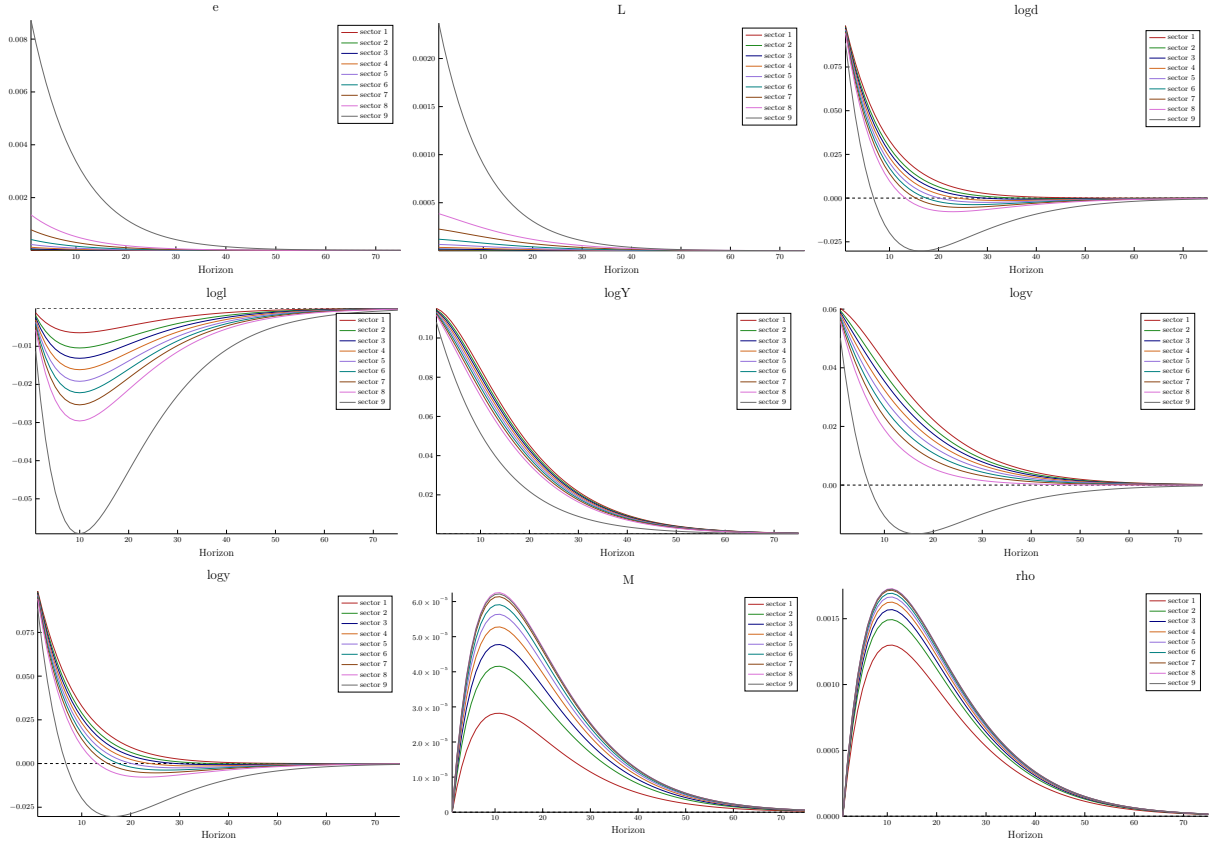 e
0.008
0.006
0.004
0.002
10 20 30 40 50 60 70
Horizon
sector 1
sector 2
sector 3
sector 4
sector 5
sector 6
sector 7
sector 8
sector 9
L
0.0020
0.0015
0.0010
0.0005
10 20 30 40 50 60 70
Horizon
sector 1
sector 2
sector 3
sector 4
sector 5
sector 6
sector 7
sector 8
sector 9
logd
0.075
0.050
0.025
0.000
−0.025
10 20 30 40 50 60 70
Horizon
sector 1
sector 2
sector 3
sector 4
sector 5
sector 6
sector 7
sector 8
sector 9
logl
−0.01
−0.02
−0.03
−0.04
−0.05
10 20 30 40 50 60 70
Horizon
sector 1
sector 2
sector 3
sector 4
sector 5
sector 6
sector 7
sector 8
sector 9
logY
0.10
0.08
0.06
0.04
0.02
10 20 30 40 50 60 70
Horizon
sector 1
sector 2
sector 3
sector 4
sector 5
sector 6
sector 7
sector 8
sector 9
logv
0.06
0.04
0.02
0.00
10 20 30 40 50 60 70
Horizon
sector 1
sector 2
sector 3
sector 4
sector 5
sector 6
sector 7
sector 8
sector 9
logy
0.075
0.050
0.025
0.000
−0.025
10 20 30 40 50 60 70
Horizon
sector 1
sector 2
sector 3
sector 4
sector 5
sector 6
sector 7
sector 8
sector 9
M
6.0 × 10⁻⁵
5.0 × 10⁻⁵
4.0 × 10⁻⁵
3.0 × 10⁻⁵
2.0 × 10⁻⁵
1.0 × 10⁻⁵
0
10 20 30 40 50 60 70
Horizon
sector 1
sector 2
sector 3
sector 4
sector 5
sector 6
sector 7
sector 8
sector 9
rho
0.0015
0.0010
0.0005
0.0000
10 20 30 40 50 60 70
Horizon
sector 1
sector 2
sector 3
sector 4
sector 5
sector 6
sector 7
sector 8
sector 9